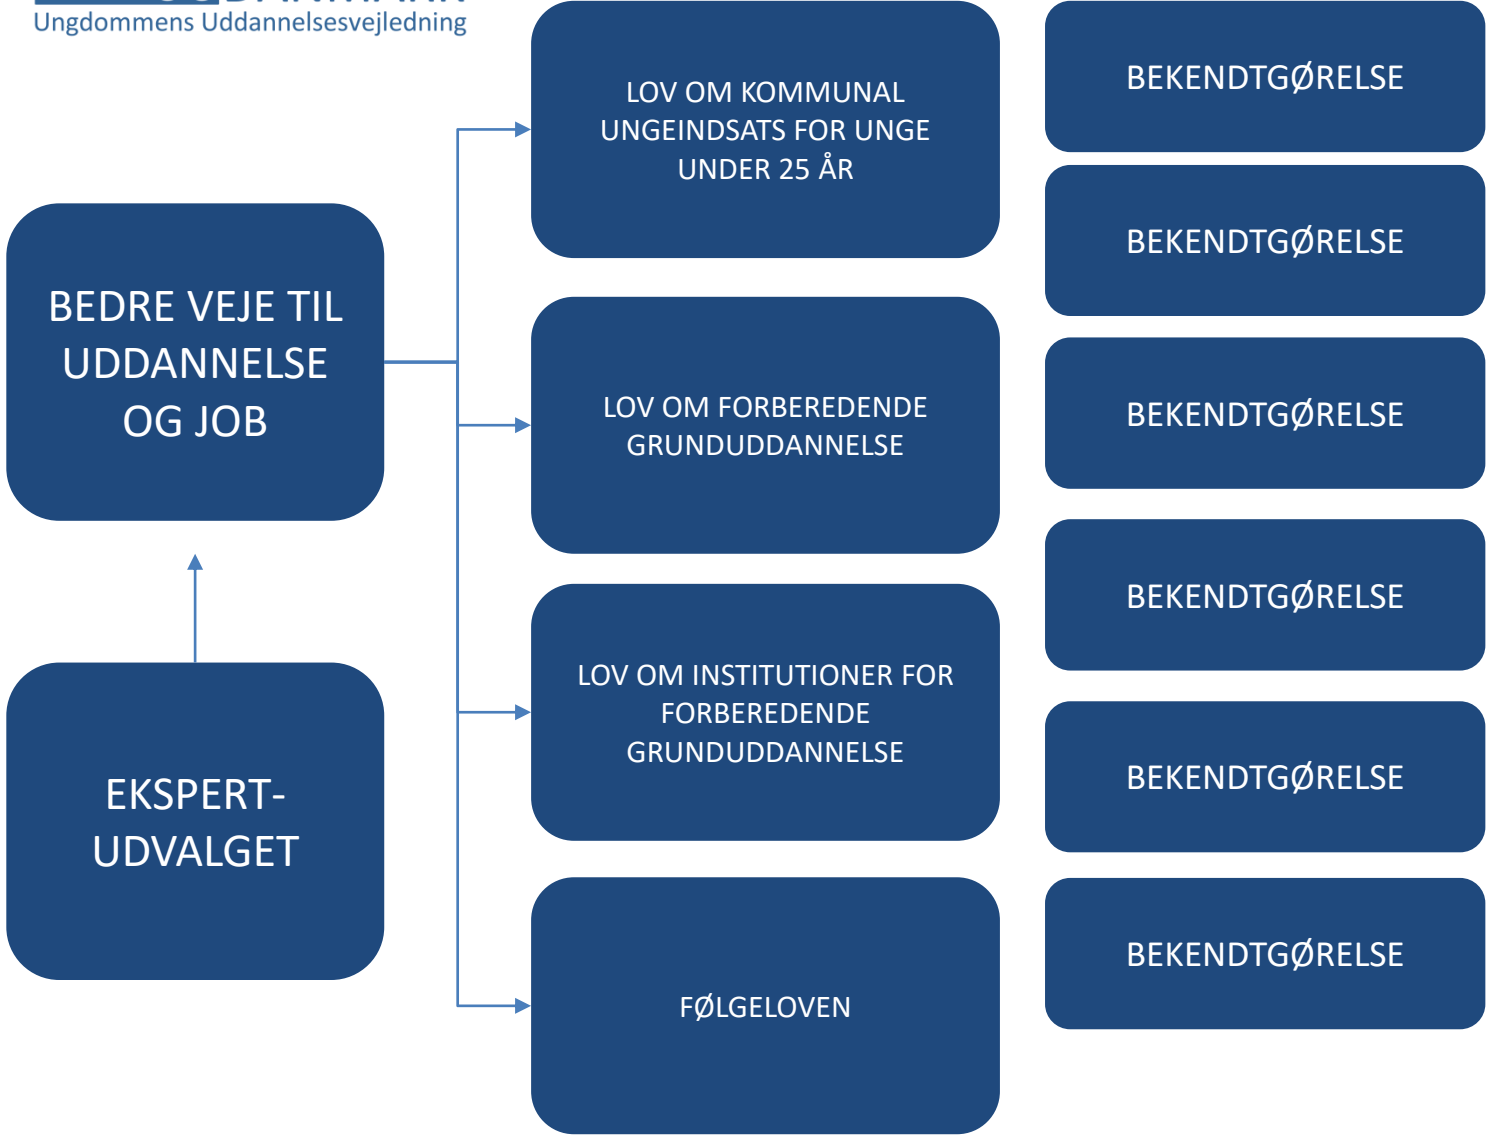 Ungdommens Uddannelsesvejledning
BEDRE VEJE TIL
UDDANNELSE
OG JOB
EKSPERT-
UDVALGET
LOV OM KOMMUNAL
UNGEINDSATS FOR UNGE
UNDER 25 ÅR
LOV OM FORBEREDENDE
GRUNDUDDANNELSE
LOV OM INSTITUTIONER FOR
FORBEREDENDE
GRUNDUDDANNELSE
FØLGELOVEN
BEKENDTGØRELSE
BEKENDTGØRELSE
BEKENDTGØRELSE
BEKENDTGØRELSE
BEKENDTGØRELSE
BEKENDTGØRELSE